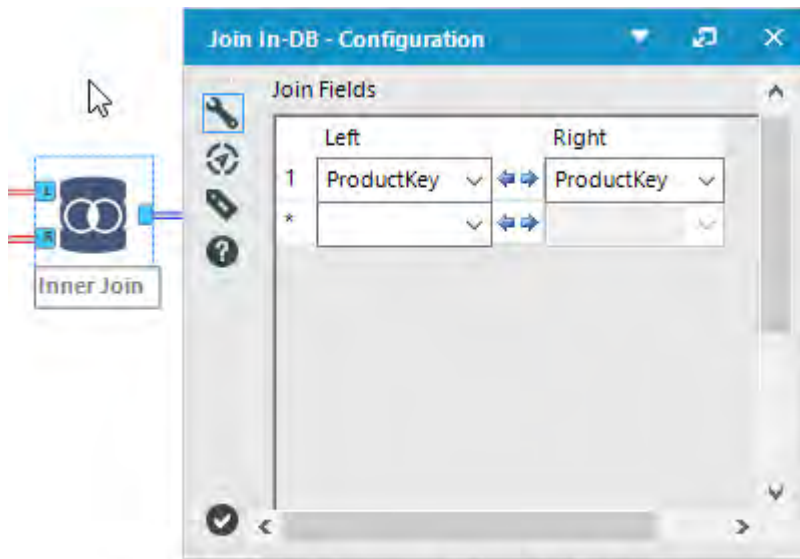 Join In-DB - Configuration
Join Fields
Left Right
1 ProductKey ProductKey
*
L
R
Inner Join